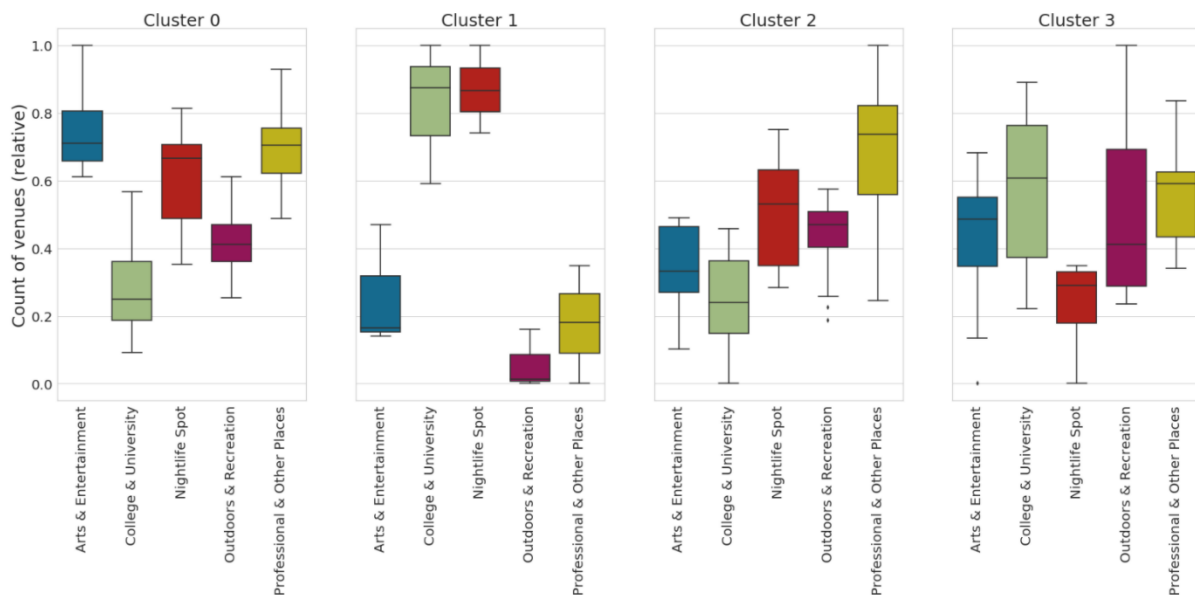 Cluster 0
Cluster 1
Cluster 2
Cluster 3
Count of venues (relative)
1.0
0.8
0.6
0.4
0.2
0.0
Arts & Entertainment
College & University
Nightlife Spot
Outdoors & Recreation
Professional & Other Places
Arts & Entertainment
College & University
Nightlife Spot
Outdoors & Recreation
Professional & Other Places
Arts & Entertainment
College & University
Nightlife Spot
Outdoors & Recreation
Professional & Other Places
Arts & Entertainment
College & University
Nightlife Spot
Outdoors & Recreation
Professional & Other Places